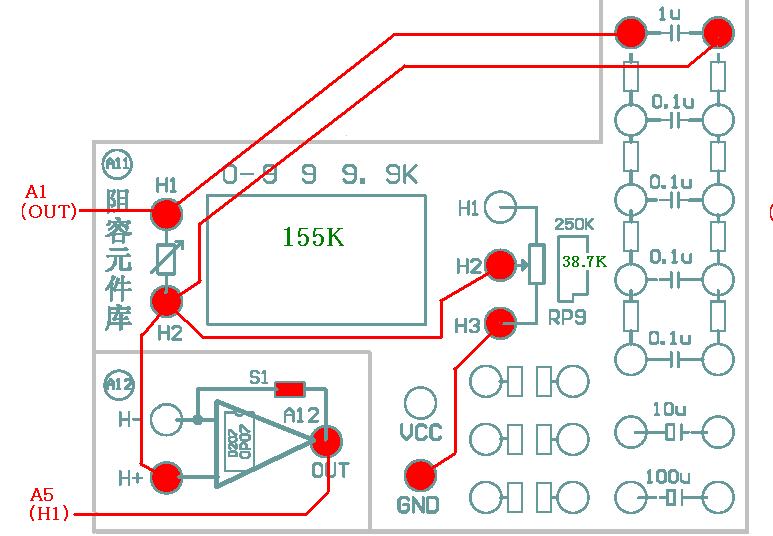 1u
0.1u
0.1u
0.1u
0.1u
10u
100u
A11
H1
0-9 9 9. 9K
A1
(OUT)
阻容元件库
155K
H1
250K
H2
38.7K
H3
RP9
H2
A12
S1
H-
A12
D207
OP07
VCC
H+
OUT
GND
A5
(H1)
(